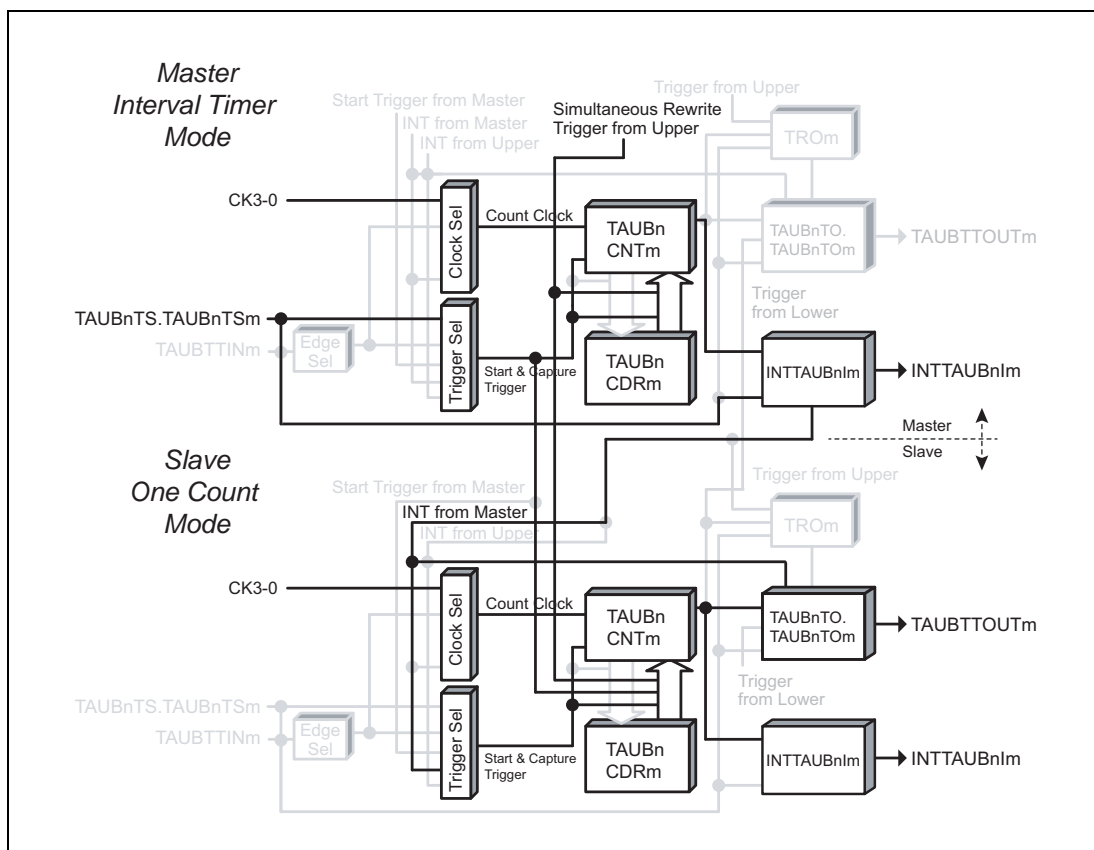 Master
Interval Timer
Mode
Start Trigger from Master
INT from Master
INT from Upper
Simultaneous Rewrite
Trigger from Upper
Trigger from Upper
TROm
CK3-0
Clock Sel
Count Clock
TAUBn
CNTm
TAUBnTO.
TAUBnTOm
TAUBTTOUTm
TAUBnTS.TAUBnTSm
TAUBTTINm
Edge
Sel
Trigger Sel
Start & Capture
Trigger
TAUBn
CDRm
Trigger
from Lower
INTTAUBnIm
INTTAUBnIm
Master
Slave
Slave
One Count
Mode
Start Trigger from Master
INT from Master
INT from Upper
Trigger from Upper
TROm
CK3-0
Clock Sel
Count Clock
TAUBn
CNTm
TAUBnTO.
TAUBnTOm
TAUBTTOUTm
TAUBnTS.TAUBnTSm
TAUBTTINm
Edge
Sel
Trigger Sel
Start & Capture
Trigger
TAUBn
CDRm
Trigger
from Lower
INTTAUBnIm
INTTAUBnIm